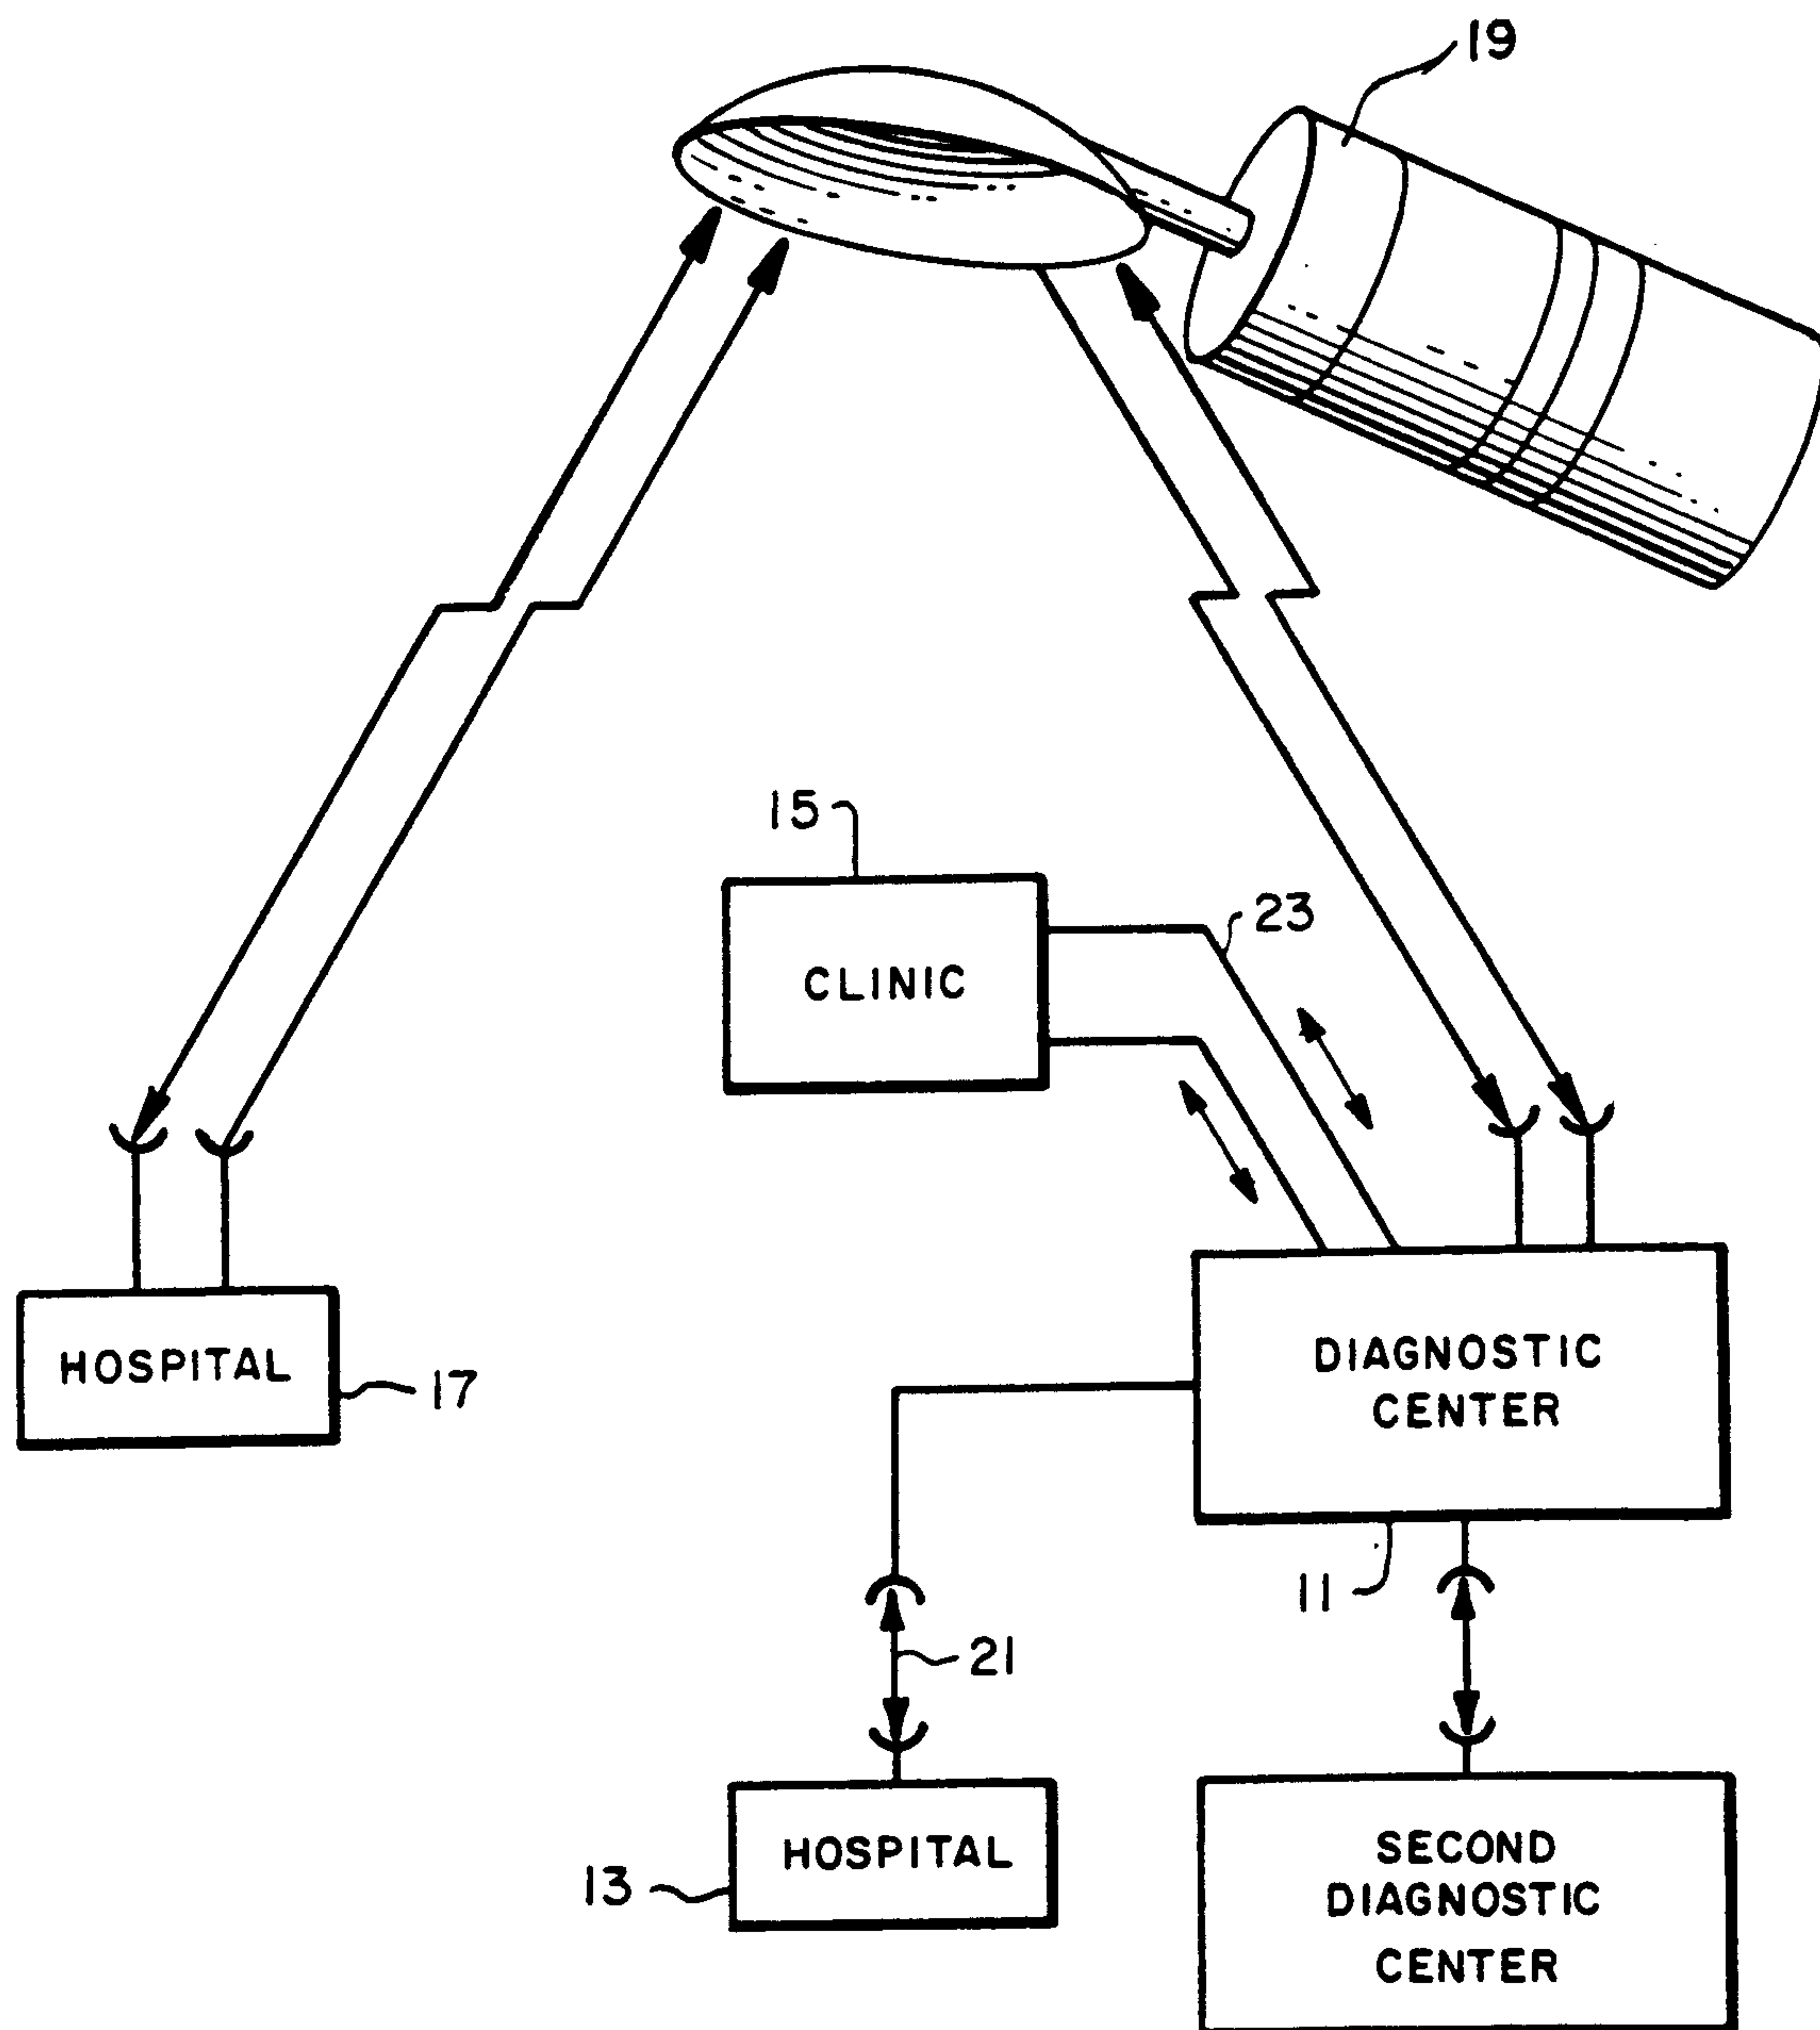 19
15
23
CLINIC
HOSPITAL
17
DIAGNOSTIC
CENTER
11
21
13
HOSPITAL
SECOND
DIAGNOSTIC
CENTER